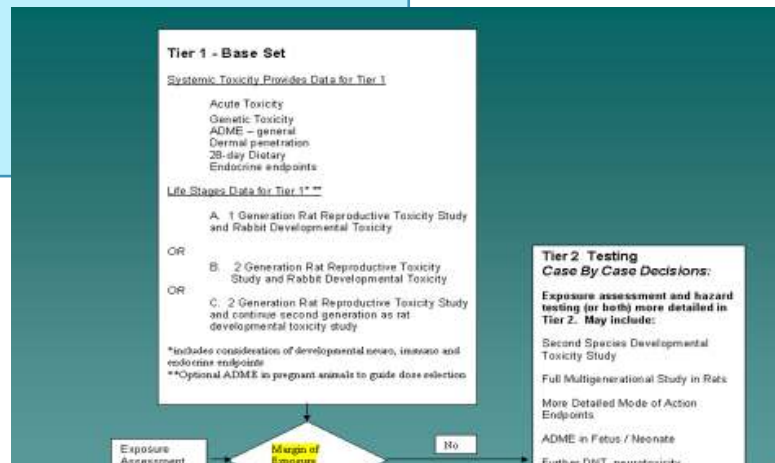 Tier 1 - Base Set
Systemic Toxicity Provides Data for Tier 1
Acute Toxicity
Genetic Toxicity
ADME – general
Dermal penetration
28-day Dietary
Endocrine endpoints
Life Stages Data for Tier 1* **
A. 1 Generation Rat Reproductive Toxicity Study
and Rabbit Developmental Toxicity
OR
B. 2 Generation Rat Reproductive Toxicity
Study and Rabbit Developmental Toxicity
OR
C. 2 Generation Rat Reproductive Toxicity Study
and continue second generation as rat
developmental toxicity study
*includes consideration of developmental neuro, immuno and
endocrine endpoints
**Optional ADME in pregnant animals to guide dose selection
Tier 2 Testing
Case By Case Decisions:
Exposure assessment and hazard
testing (or both) more detailed in
Tier 2. May include:
Second Species Developmental
Toxicity Study
Full Multigenerational Study in Rats
More Detailed Mode of Action
Endpoints
ADME in Fetus / Neonate
Further DNT, neurotoxicity
Exposure
Assessment
Margin of
Exposure
No